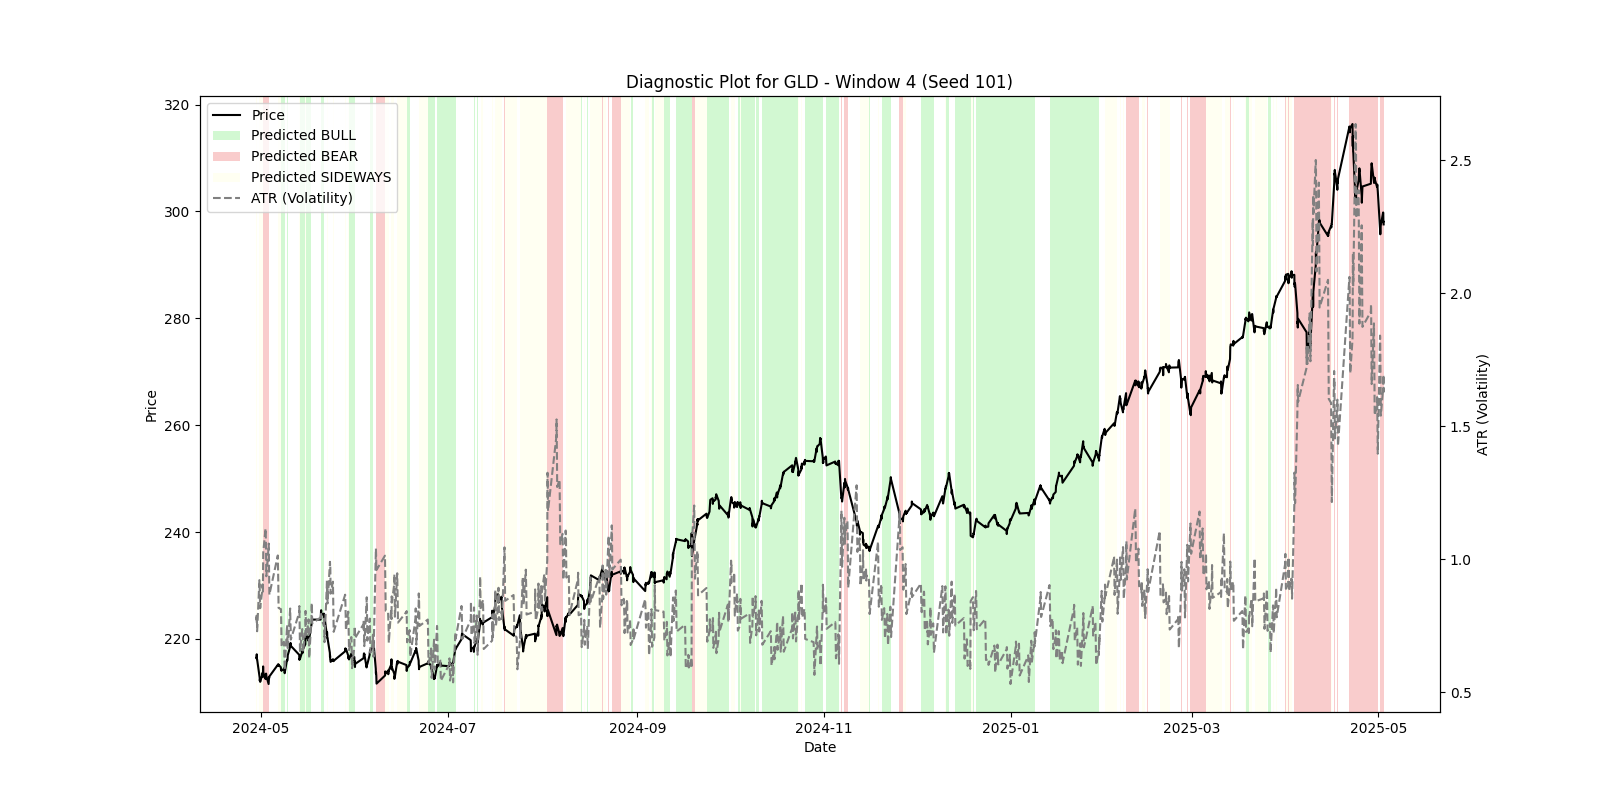 Diagnostic Plot for GLD - Window 4 (Seed 101)
Price
Predicted BULL
Predicted BEAR
Predicted SIDEWAYS
ATR (Volatility)
320
300
280
260
240
220
Price
2.5
2.0
1.5
1.0
0.5
ATR (Volatility)
2024-05
2024-07
2024-09
2024-11
2025-01
2025-03
2025-05
Date